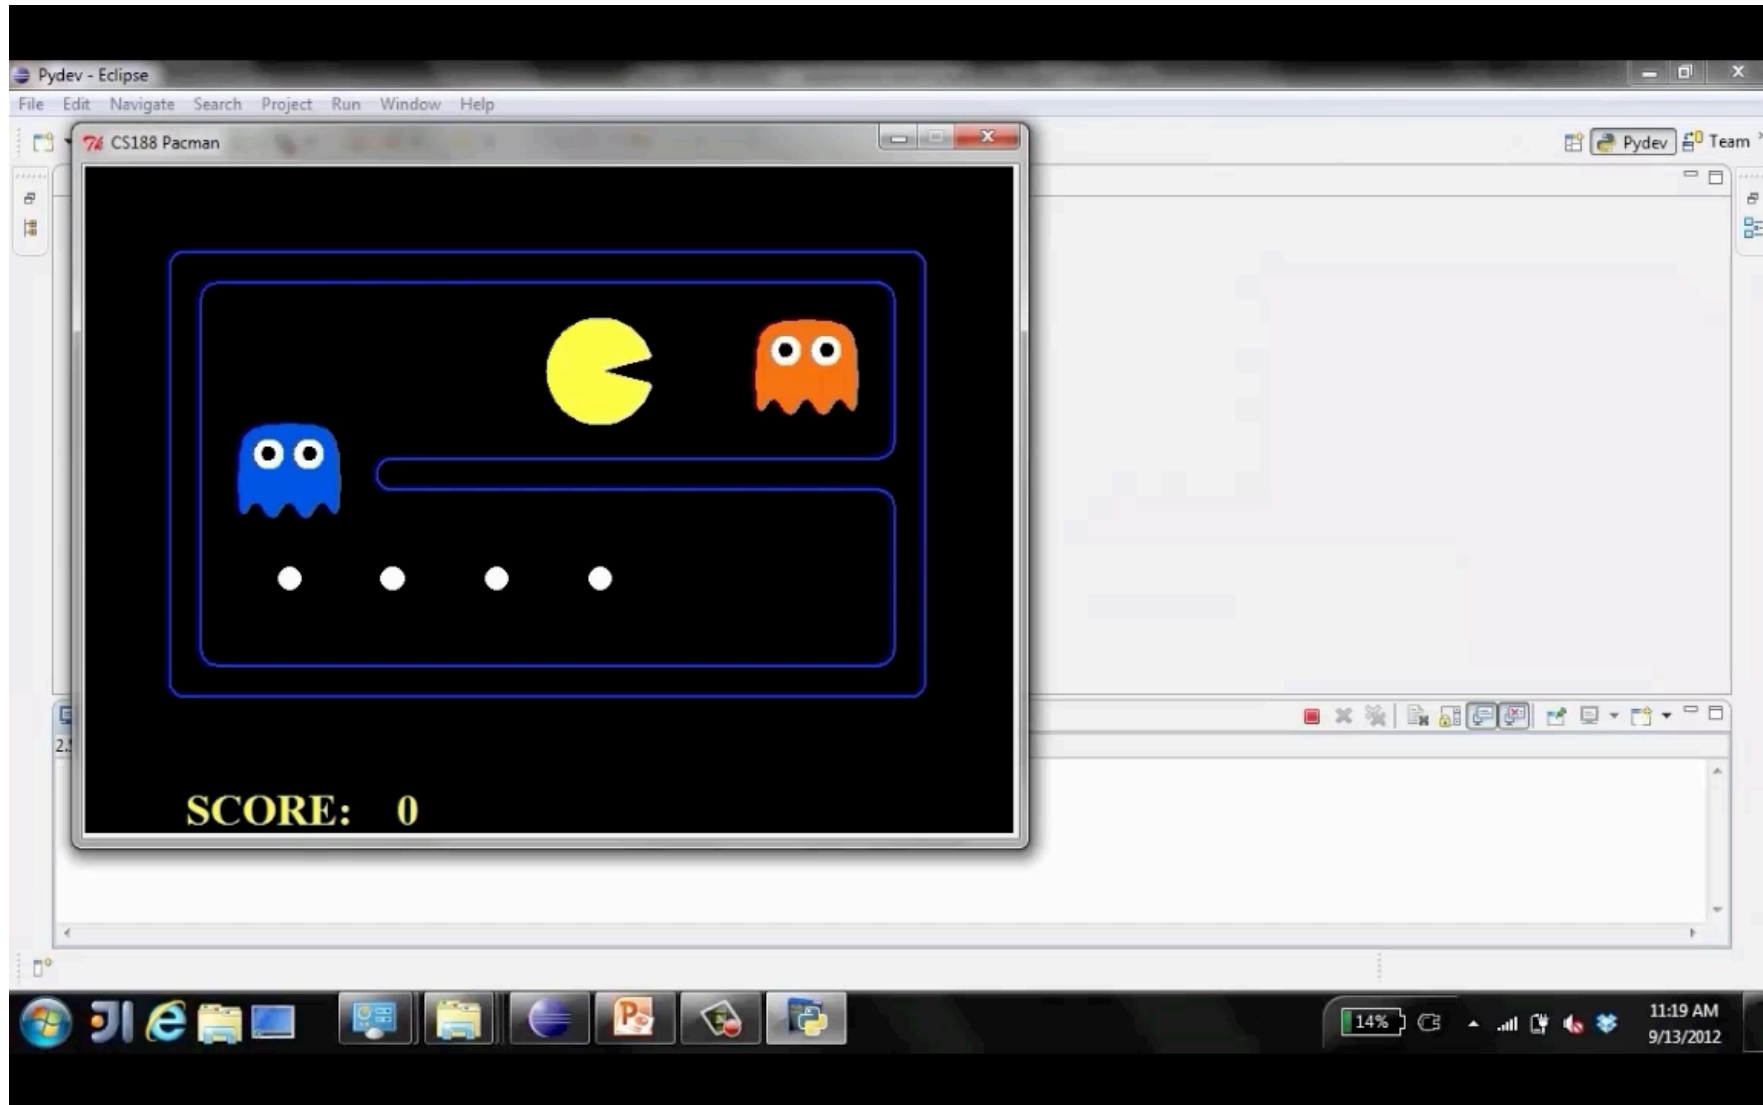 Pydev - Eclipse
File Edit Navigate Search Project Run Window Help
CS188 Pacman
Pydev
Team
SCORE: 0
14%
11:19 AM
9/13/2012